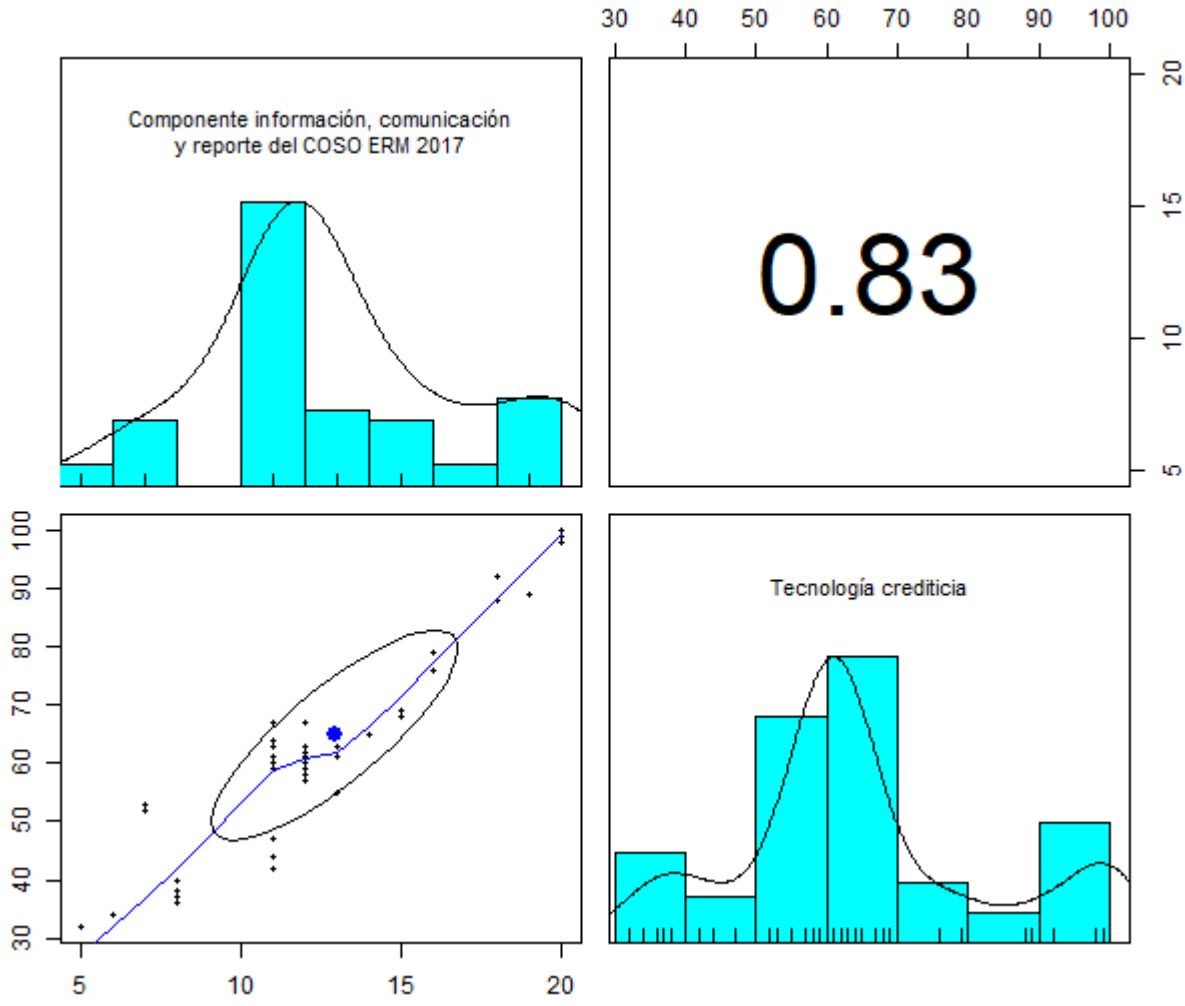 30 40 50 60 70 80 90 100
Componente información, comunicación
y reporte del COSO ERM 2017
0.83
20
15
10
5
100
90
80
70
60
50
40
30
Tecnología crediticia
5 10 15 20